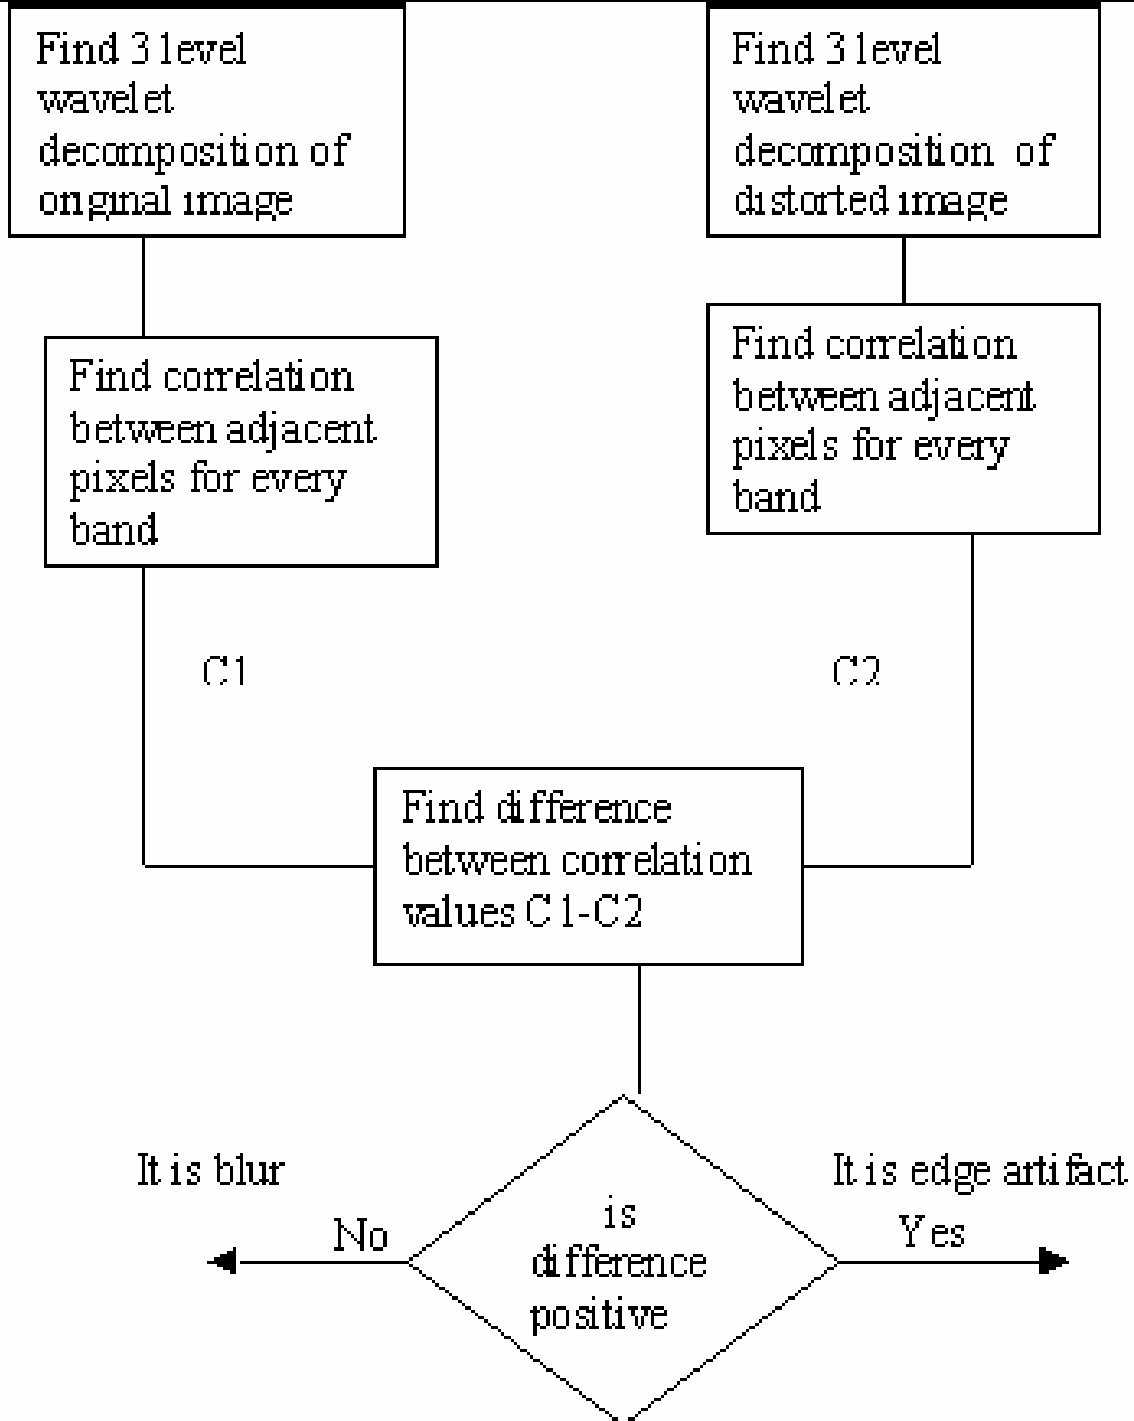 Find 3 level
wavelet
decomposition of
original image
Find 3 level
wavelet
decomposition of
distorted image
Find correlation
between adjacent
pixels for every
band
Find correlation
between adjacent
pixels for every
band
C1
C2
Find difference
between correlation
values C1-C2
It is blur
It is edge artifact
No
Yes
is
difference
positive